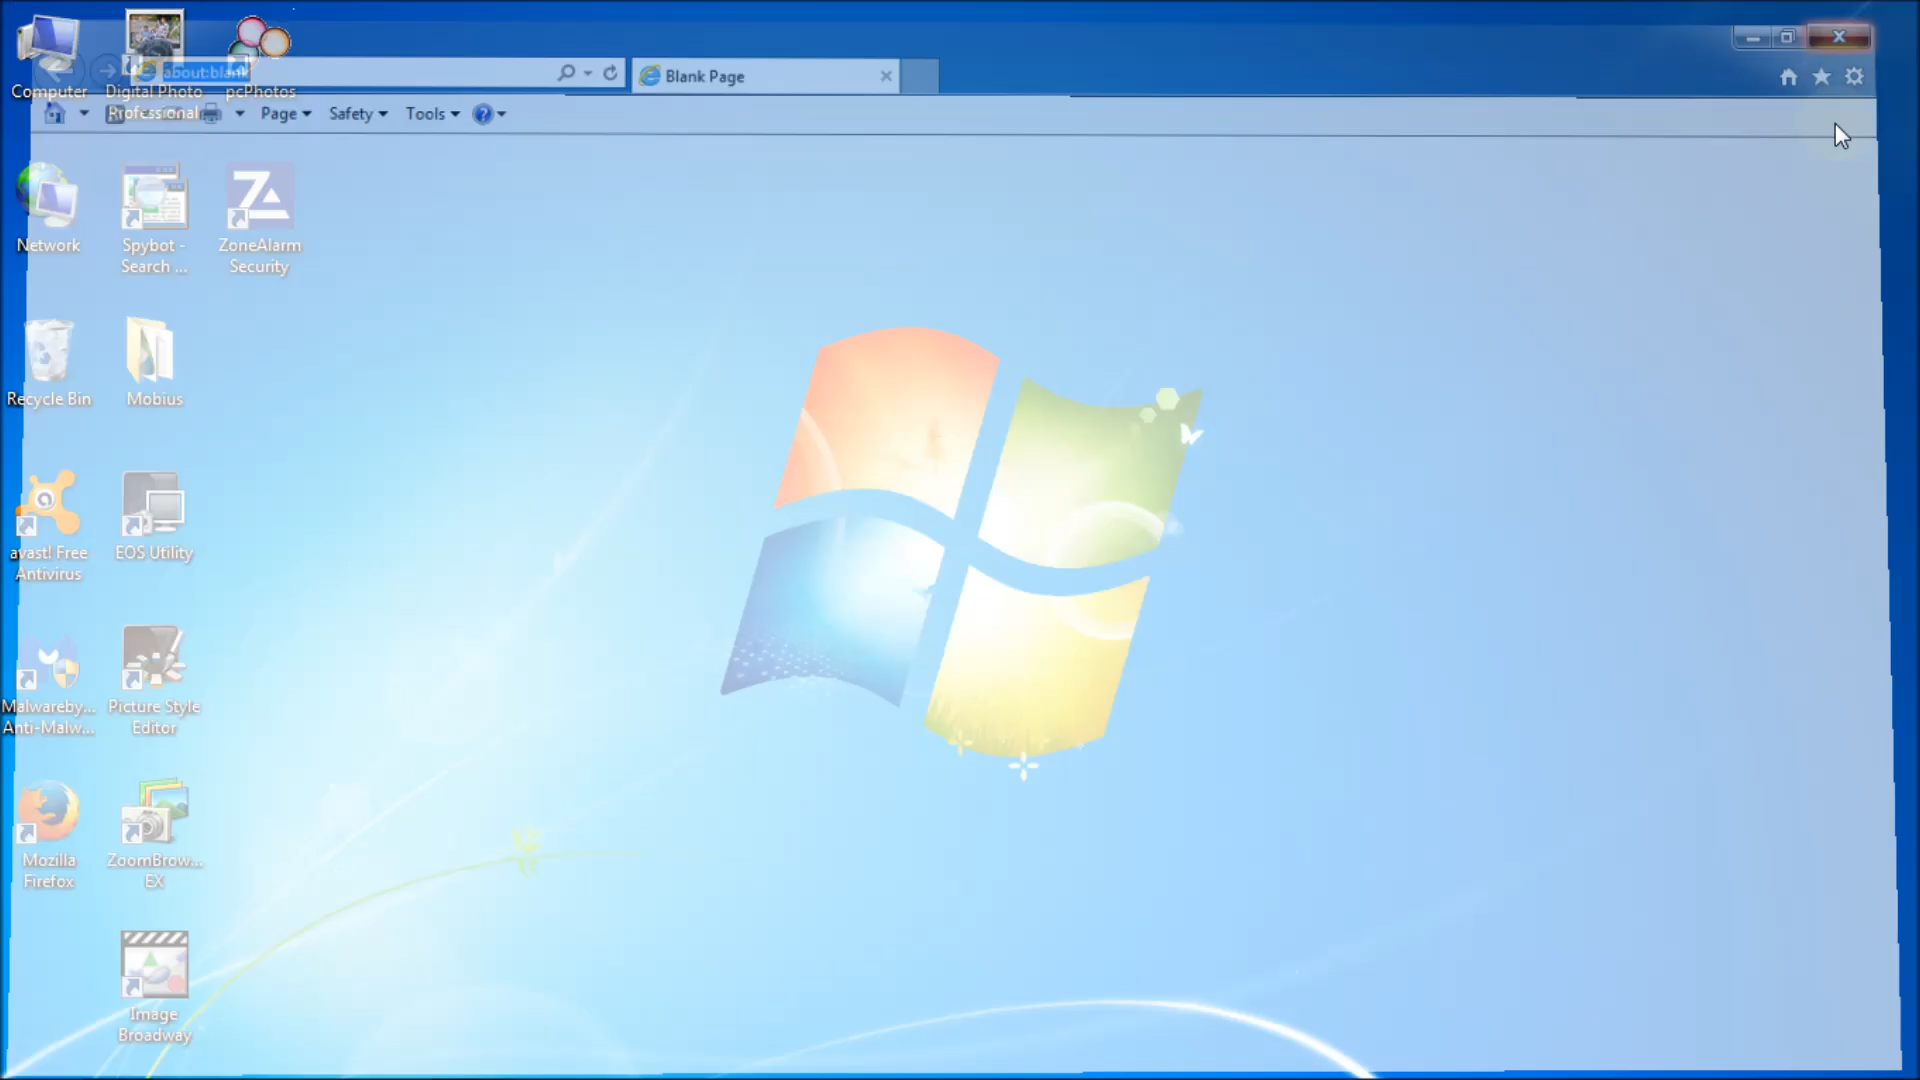 about:blank
Blank Page
Computer
Digital Photo
Professional
pcPhotos
Page
Safety
Tools
Network
Spybot -
Search ...
ZoneAlarm
Security
Recycle Bin
Mobius
avast! Free
Antivirus
EOS Utility
Malwareby...
Anti-Malw...
Picture Style
Editor
Mozilla
Firefox
ZoomBrow...
EX
Image
Broadway